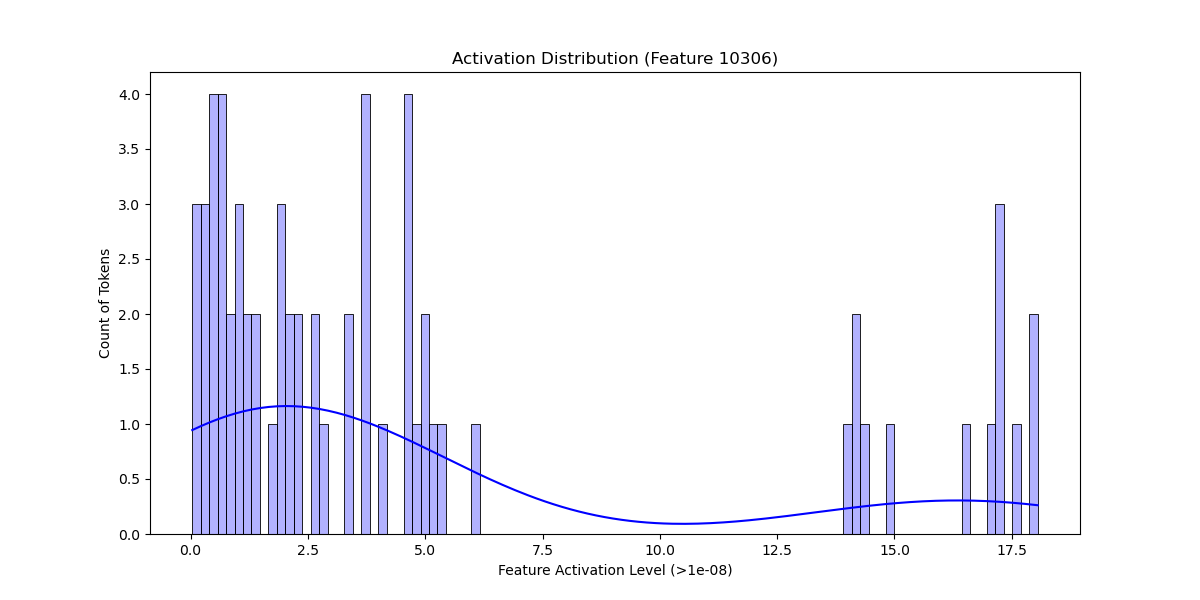 Activation Distribution (Feature 10306)
4.0
3.5
3.0
2.5
2.0
1.5
1.0
0.5
0.0
Count of Tokens
0.0 2.5 5.0 7.5 10.0 12.5 15.0 17.5
Feature Activation Level (>1e-08)